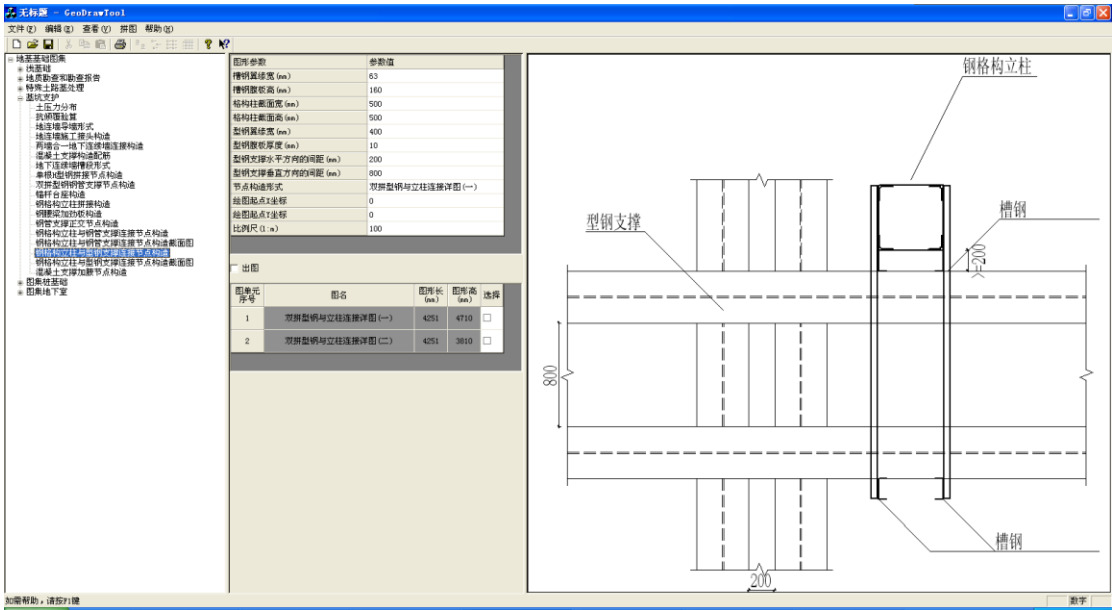 无标题 - GeoDrawTool
文件(F) 编辑(E) 查看(V) 拼图 帮助(H)
地基基础图集
浅基础
地质勘查和勘查报告
特殊土路基处理
基坑支护
土压力分布
抗倾覆验算
地连墙导墙形式
地连墙施工接头构造
两墙合一地下连续墙连接构造
混凝土支撑构造配筋
地下连续墙槽段形式
单根H型钢拼接节点构造
双拼型钢钢管支撑节点构造
锚杆台座构造
钢格构立柱拼接构造
钢腰梁加劲板构造
钢管支撑正交节点构造
钢格构立柱与钢管支撑连接节点构造
钢格构立柱与钢管支撑连接节点构造截面图
钢格构立柱与型钢支撑连接节点构造
钢格构立柱与型钢支撑连接节点构造截面图
混凝土支撑加腋节点构造
图集桩基础
图集地下室
图形参数 参数值
槽钢翼缘宽(mm) 63
槽钢腹板高(mm) 160
格构柱截面宽(mm) 500
格构柱截面高(mm) 500
型钢翼缘宽(mm) 400
型钢腹板厚度(mm) 10
型钢支撑水平方向的间距(mm) 200
型钢支撑垂直方向的间距(mm) 800
节点构造形式 双拼型钢与立柱连接详图(一)
绘图起点X坐标 0
绘图起点Y坐标 0
比例尺(1:n) 100
出图
图单元序号 图名 图形长(mm) 图形高(mm) 选择
1 双拼型钢与立柱连接详图(一) 4251 4710
2 双拼型钢与立柱连接详图(二) 4251 3810
钢格构立柱
型钢支撑
槽钢
>=200
800
槽钢
200
如需帮助，请按F1键
数字